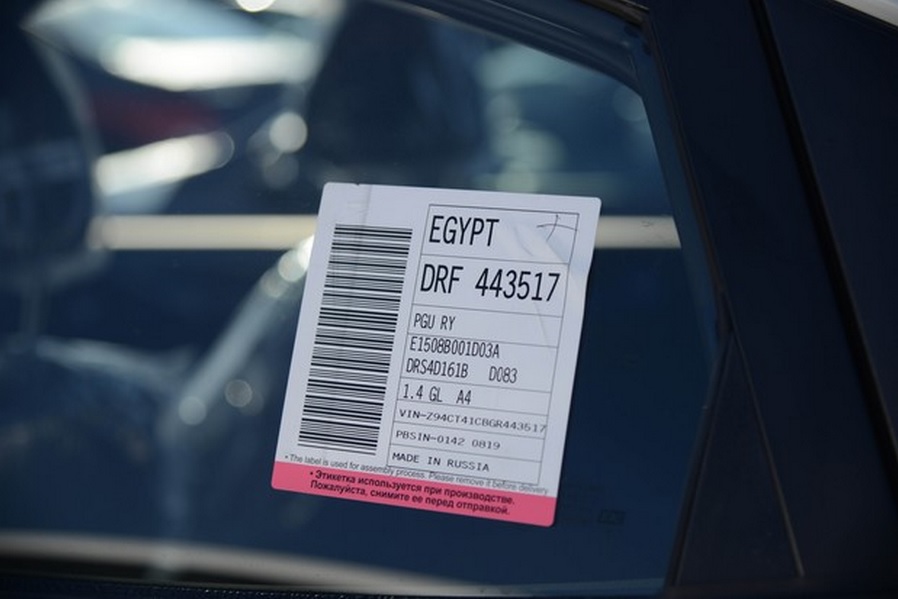 EGYPT
DRF 443517
PGU RY
E1508B001D03A
DRS4D161B D083
1.4 GL A4
VIN-Z94CT41CBGR443517
PBSIN-0142 0819
MADE IN RUSSIA
• The label is used for assembly process. Please remove it before delivery
• Этикетка используется при производстве.
Пожалуйста, снимите ее перед отправкой.